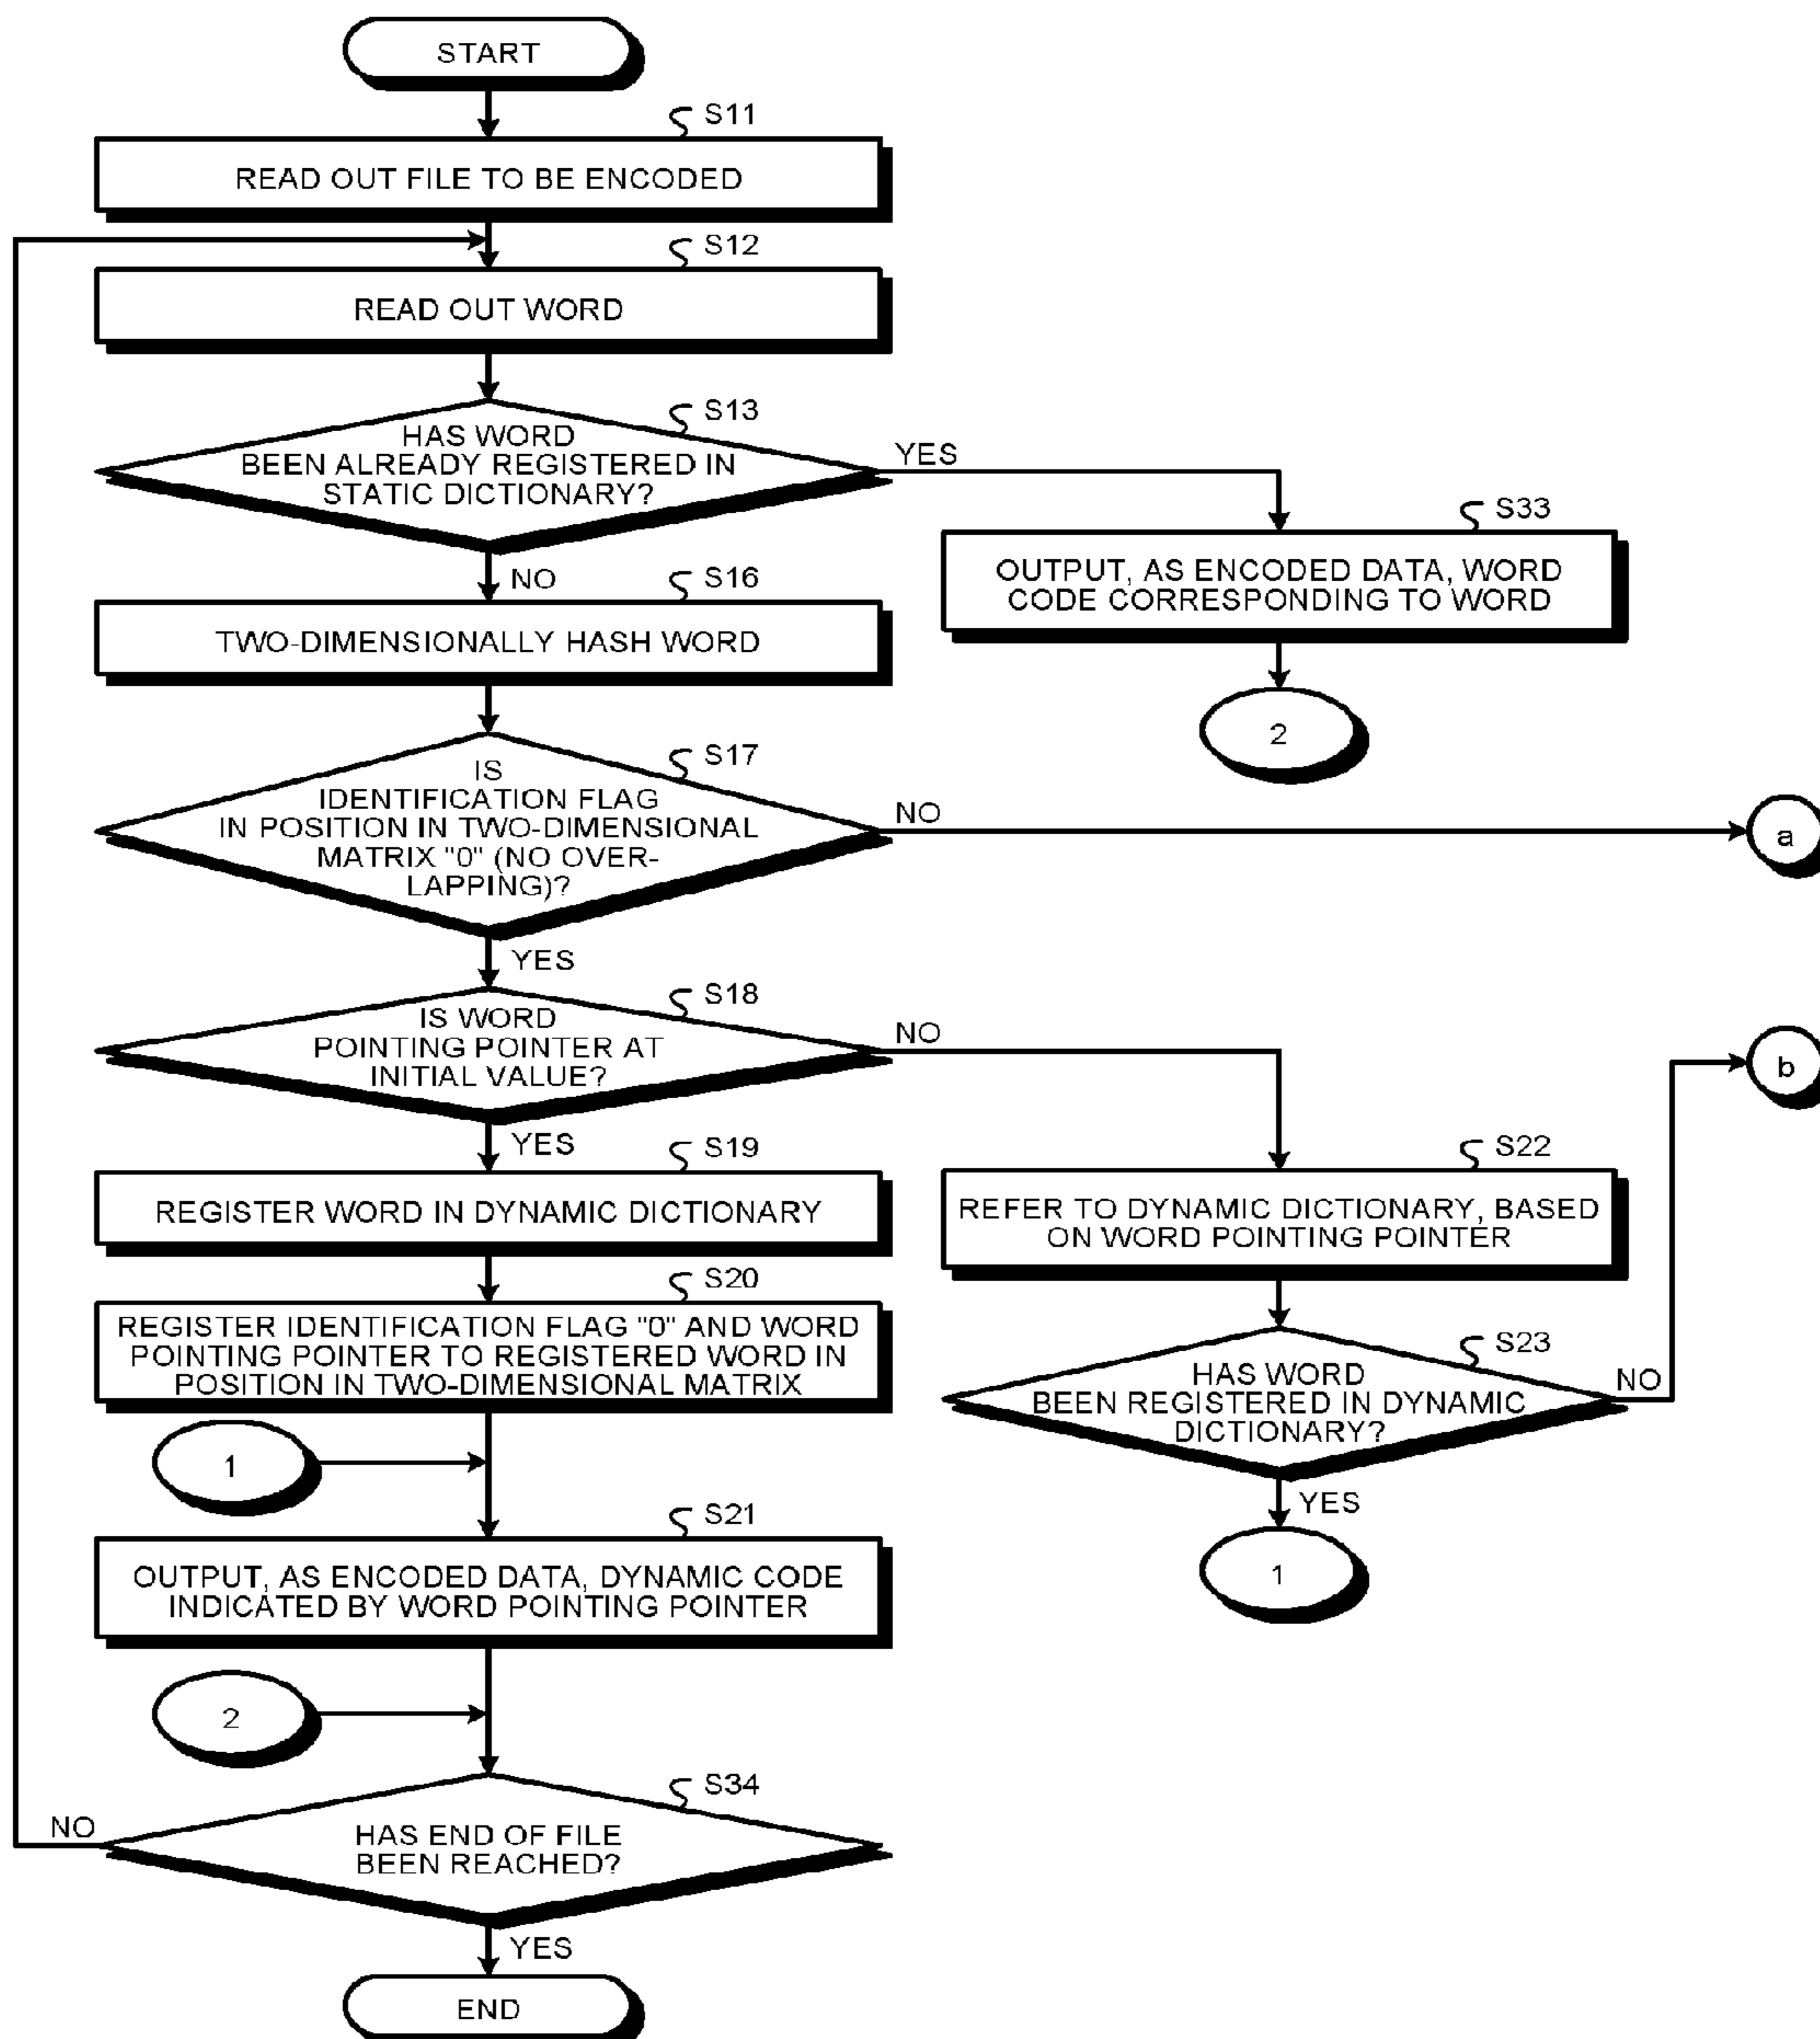 START
S11
READ OUT FILE TO BE ENCODED
S12
READ OUT WORD
S13
HAS WORD
BEEN ALREADY REGISTERED IN
STATIC DICTIONARY?
YES
S33
OUTPUT, AS ENCODED DATA, WORD
CODE CORRESPONDING TO WORD
2
NO
S16
TWO-DIMENSIONALLY HASH WORD
S17
IS
IDENTIFICATION FLAG
IN POSITION IN TWO-DIMENSIONAL
MATRIX "0" (NO OVER-
LAPPING)?
NO
a
YES
S18
IS WORD
POINTING POINTER AT
INITIAL VALUE?
NO
b
YES
S19
REGISTER WORD IN DYNAMIC DICTIONARY
S22
REFER TO DYNAMIC DICTIONARY, BASED
ON WORD POINTING POINTER
S20
REGISTER IDENTIFICATION FLAG "0" AND WORD
POINTING POINTER TO REGISTERED WORD IN
POSITION IN TWO-DIMENSIONAL MATRIX
S23
HAS WORD
BEEN REGISTERED IN DYNAMIC
DICTIONARY?
NO
YES
1
1
S21
OUTPUT, AS ENCODED DATA, DYNAMIC CODE
INDICATED BY WORD POINTING POINTER
2
S34
HAS END OF FILE
BEEN REACHED?
NO
YES
END